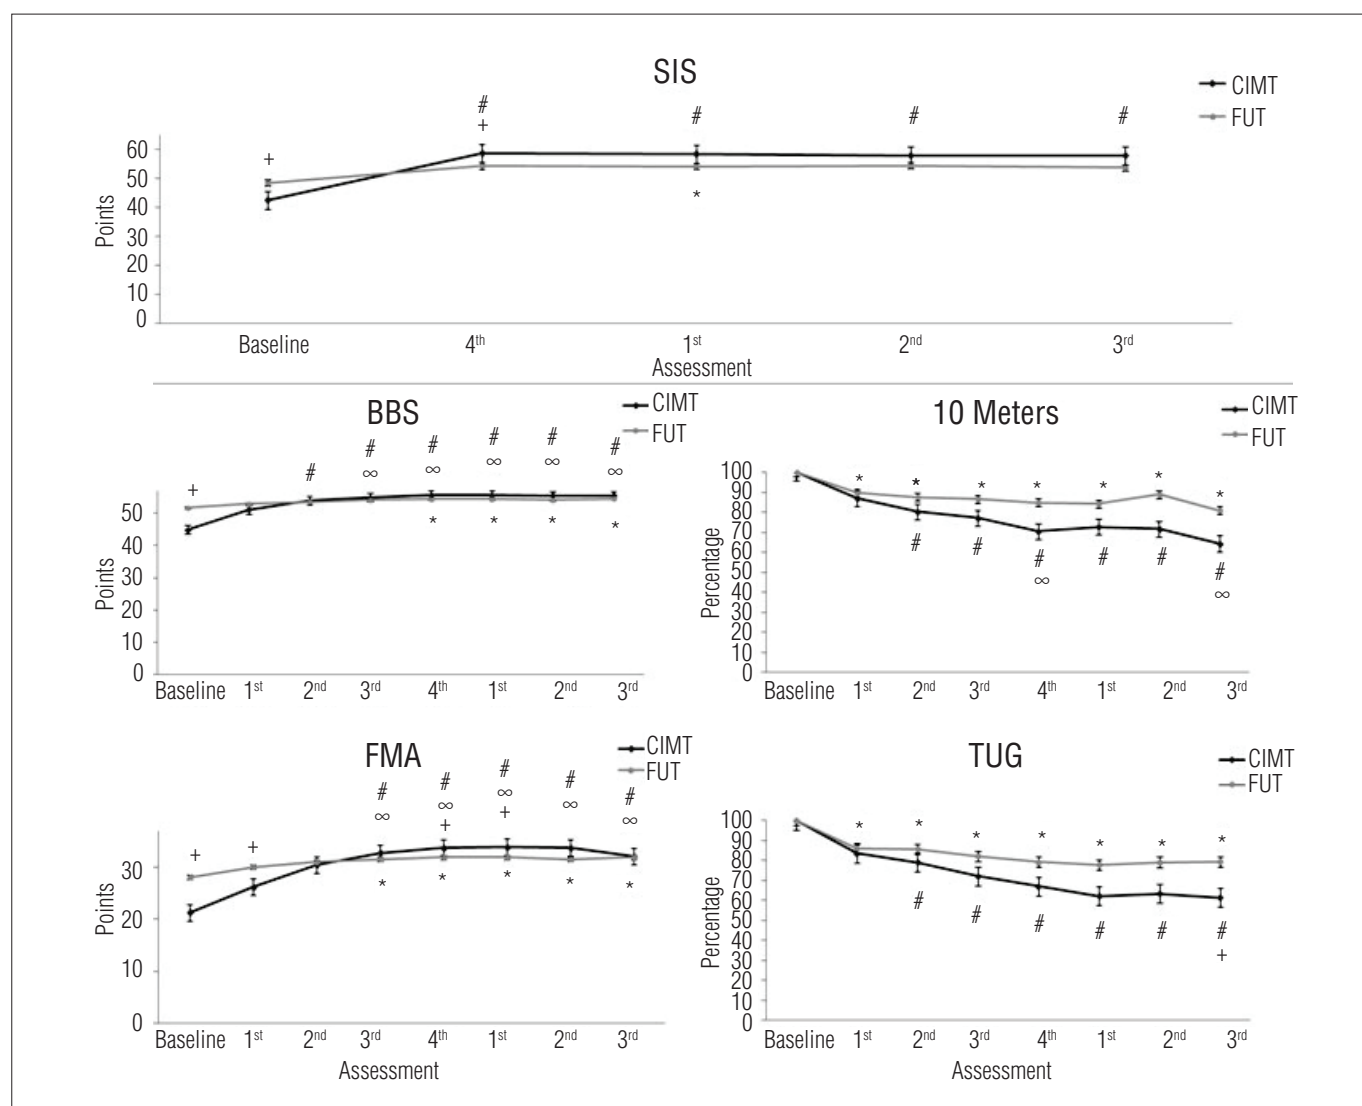 SIS
CIMT
FUT
#
+
#
#
#
+
*
Points
60
50
40
30
20
10
0
Baseline 4th 1st 2nd 3rd
Assessment
BBS
CIMT
FUT
+ # # # # # #
∞ ∞ ∞ ∞ ∞
* * * *
Points
50
40
30
20
10
0
Baseline 1st 2nd 3rd 4th 1st 2nd 3rd
10 Meters
CIMT
FUT
* * * * * * *
# # # # # #
∞ ∞
Percentage
100
90
80
70
60
50
40
30
20
10
0
Baseline 1st 2nd 3rd 4th 1st 2nd 3rd
FMA
CIMT
FUT
# # # # #
∞ ∞ ∞ ∞ ∞
+ + + +
* * * * *
Points
30
20
10
0
Baseline 1st 2nd 3rd 4th 1st 2nd 3rd
Assessment
TUG
CIMT
FUT
* * * * * * *
# # # # # #
+
Percentage
100
90
80
70
60
50
40
30
20
10
0
Baseline 1st 2nd 3rd 4th 1st 2nd 3rd
Assessment